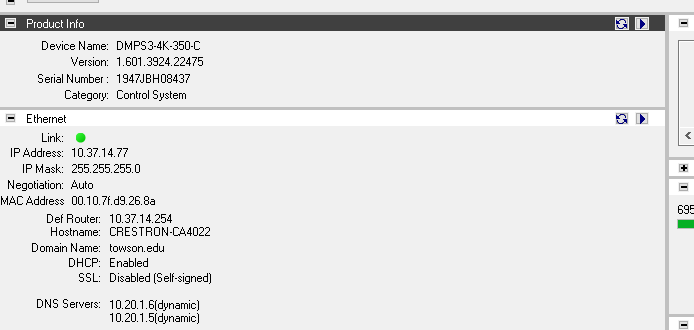 Product Info
Device Name: DMPS3-4K-350-C
Version: 1.601.3924.22475
Serial Number : 1947JBH08437
Category: Control System
Ethernet
Link:
IP Address: 10.37.14.77
IP Mask: 255.255.255.0
Negotiation: Auto
MAC Address 00.10.7f.d9.26.8a
Def Router: 10.37.14.254
Hostname: CRESTRON-CA4022
Domain Name: towson.edu
DHCP: Enabled
SSL: Disabled (Self-signed)
DNS Servers: 10.20.1.6(dynamic)
10.20.1.5(dynamic)
695